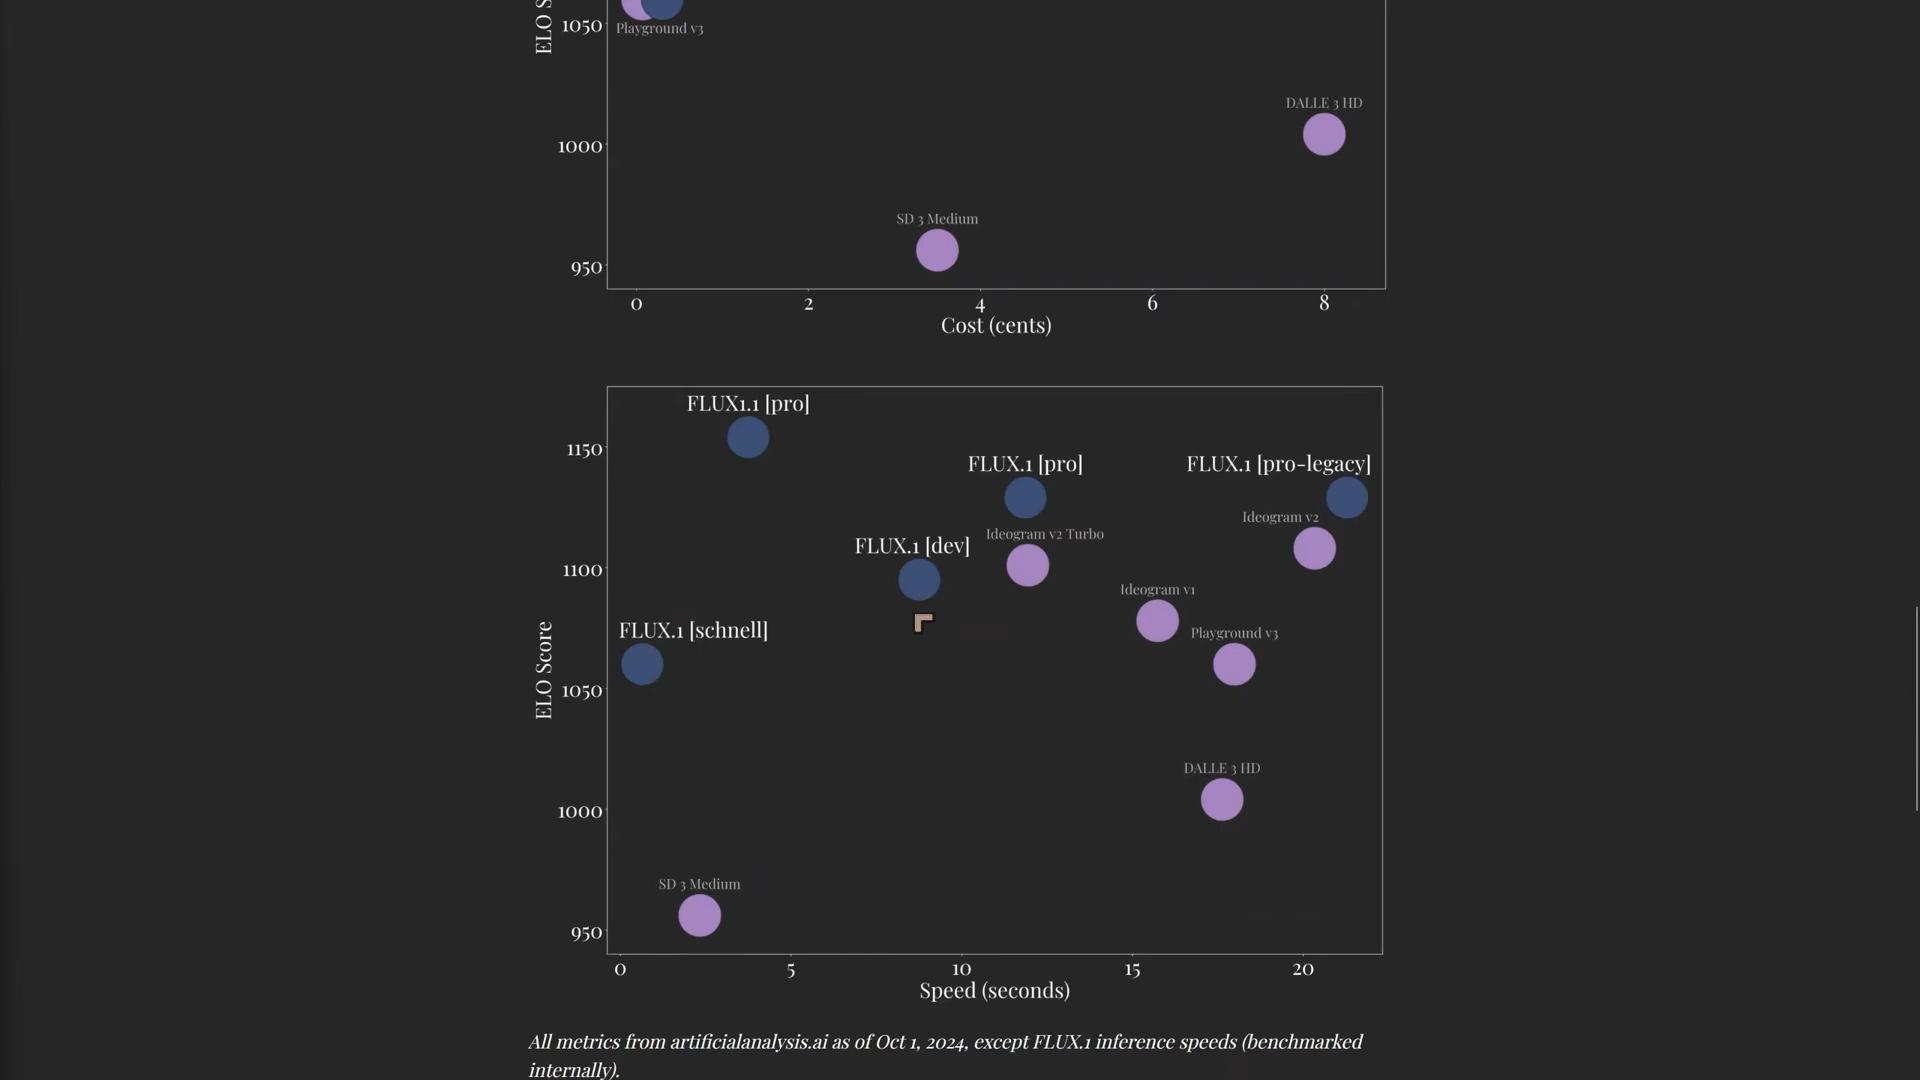 ELO S
1050
Playground v3
DALLE 3 HD
1000
SD 3 Medium
950
0 2 4 6 8
Cost (cents)
FLUX1.1 [pro]
1150
FLUX.1 [pro]
FLUX.1 [pro-legacy]
Ideogram v2
Ideogram v2 Turbo
FLUX.1 [dev]
1100
Ideogram v1
FLUX.1 [schnell]
Playground v3
ELO Score
1050
DALLE 3 HD
1000
SD 3 Medium
950
0 5 10 15 20
Speed (seconds)
All metrics from artificialanalysis.ai as of Oct 1, 2024, except FLUX.1 inference speeds (benchmarked
internally).